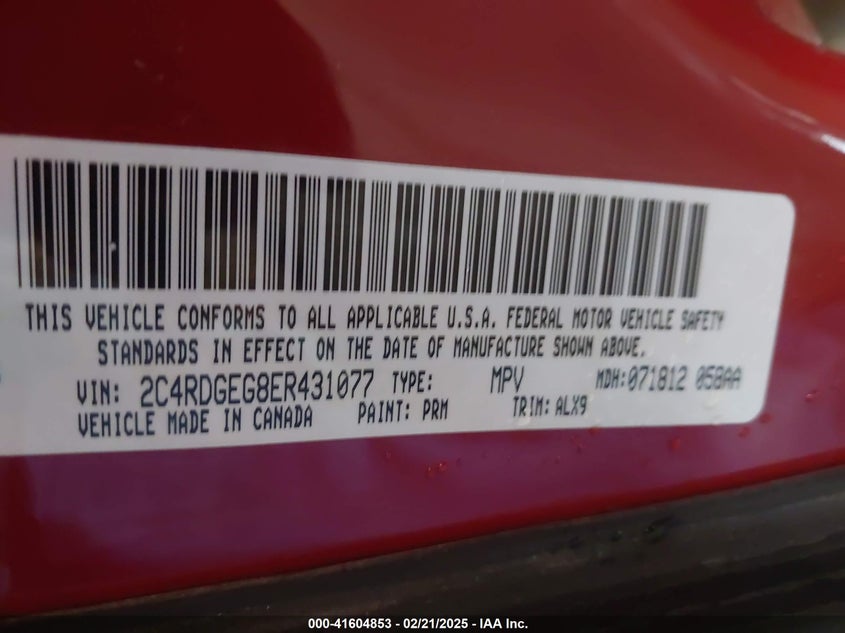 THIS VEHICLE CONFORMS TO ALL APPLICABLE U.S.A. FEDERAL MOTOR VEHICLE SAFETY
STANDARDS IN EFFECT ON THE DATE OF MANUFACTURE SHOWN ABOVE.
VIN: 2C4RDGEG8ER431077 TYPE: MPV MDH:071812 058AA
VEHICLE MADE IN CANADA PAINT: PRM TRIM: ALX9
000-41604853 / 02/21/2025 - IAA Inc.